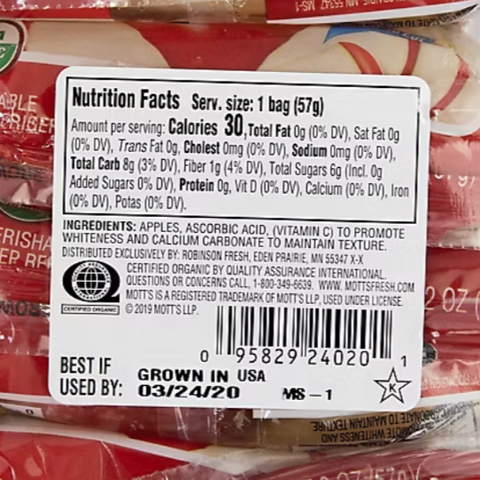 Nutrition Facts Serv. size: 1 bag (57g)
Amount per serving: Calories 30, Total Fat 0g (0% DV), Sat Fat 0g
(0% DV), Trans Fat 0g, Cholest 0mg (0% DV), Sodium 0mg (0% DV),
Total Carb 8g (3% DV), Fiber 1g (4% DV), Total Sugars 6g (Incl. 0g
Added Sugars 0% DV), Protein 0g, Vit D (0% DV), Calcium (0% DV), Iron
(0% DV), Potas (0% DV).
INGREDIENTS: APPLES, ASCORBIC ACID, (VITAMIN C) TO PROMOTE
WHITENESS AND CALCIUM CARBONATE TO MAINTAIN TEXTURE.
DISTRIBUTED EXCLUSIVELY BY: ROBINSON FRESH, EDEN PRAIRIE, MN 55347 X-X
CERTIFIED ORGANIC BY QUALITY ASSURANCE INTERNATIONAL.
QUESTIONS OR CONCERNS CALL, 1-800-349-6639. WWW.MOTTSFRESH.COM
MOTT'S IS A REGISTERED TRADEMARK OF MOTT'S LLP, USED UNDER LICENSE.
© 2019 MOTT'S LLP.
CERTIFIED ORGANIC
0 95829 24020 1
BEST IF
USED BY:
GROWN IN USA
03/24/20 MS-1
K
2 OZ (